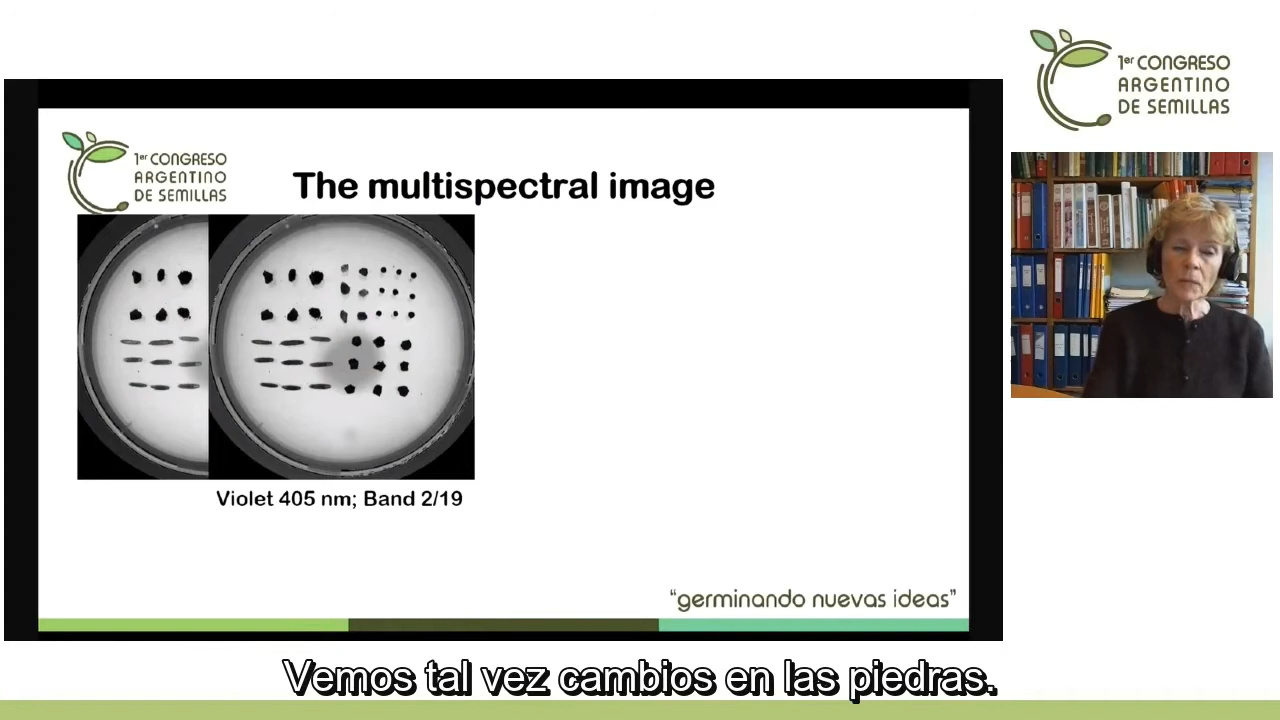 1er CONGRESO
ARGENTINO
DE SEMILLAS
1er CONGRESO
ARGENTINO
DE SEMILLAS
The multispectral image
Violet 405 nm; Band 2/19
“germinando nuevas ideas”
Vemos tal vez cambios en las piedras.